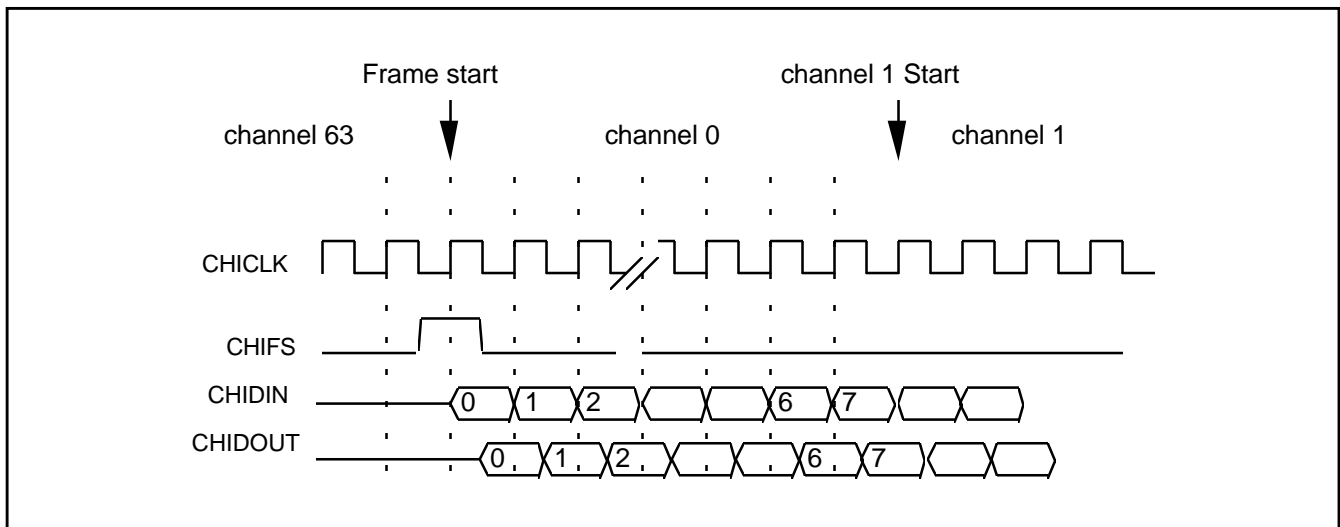 Frame start
channel 1 Start
channel 63
channel 0
channel 1
CHICLK
CHIFS
CHIDIN
0 1 2 6 7
CHIDOUT
0 1 2 6 7